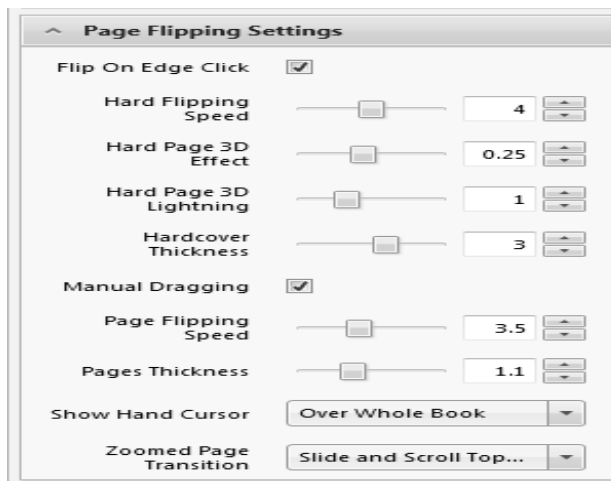 Page Flipping Settings
Flip On Edge Click
Hard Flipping
Speed
4
Hard Page 3D
Effect
0.25
Hard Page 3D
Lightning
1
Hardcover
Thickness
3
Manual Dragging
Page Flipping
Speed
3.5
Pages Thickness
1.1
Show Hand Cursor
Over Whole Book
Zoomed Page
Transition
Slide and Scroll Top...